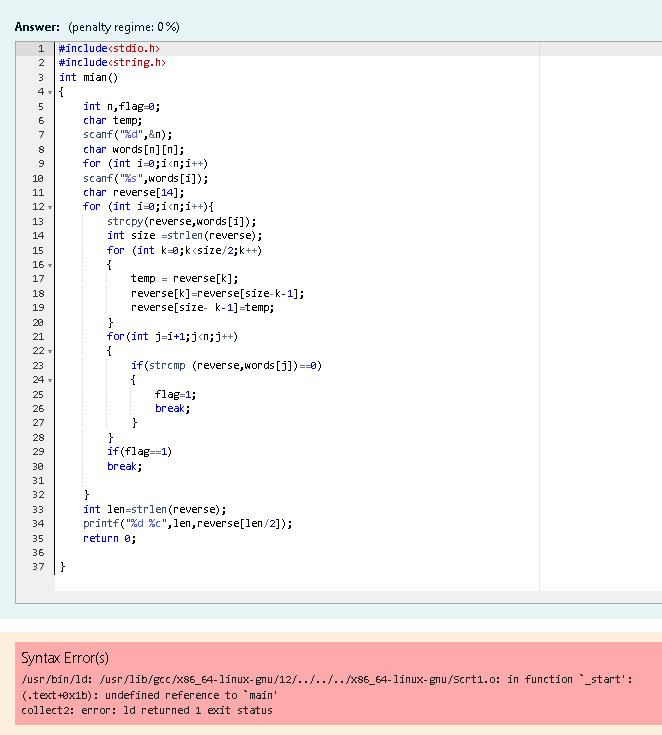 Answer: (penalty regime: 0 %)
1 #include<stdio.h>
2 #include<string.h>
3 int mian()
4 {
5 int n,flag=0;
6 char temp;
7 scanf("%d",&n);
8 char words[n][n];
9 for (int i=0;i<n;i++)
10 scanf("%s",words[i]);
11 char reverse[14];
12 for (int i=0;i<n;i++){
13 strcpy(reverse,words[i]);
14 int size =strlen(reverse);
15 for (int k=0;k<size/2;k++)
16 {
17 temp = reverse[k];
18 reverse[k]=reverse[size-k-1];
19 reverse[size- k-1]=temp;
20 }
21 for(int j=i+1;j<n;j++)
22 {
23 if(strcmp (reverse,words[j])==0)
24 {
25 flag=1;
26 break;
27 }
28 }
29 if(flag==1)
30 break;
31
32 }
33 int len=strlen(reverse);
34 printf("%d %c",len,reverse[len/2]);
35 return 0;
36
37 }
Syntax Error(s)
/usr/bin/ld: /usr/lib/gcc/x86_64-linux-gnu/12/../../../x86_64-linux-gnu/Scrt1.o: in function `_start':
(.text+0x1b): undefined reference to `main'
collect2: error: ld returned 1 exit status